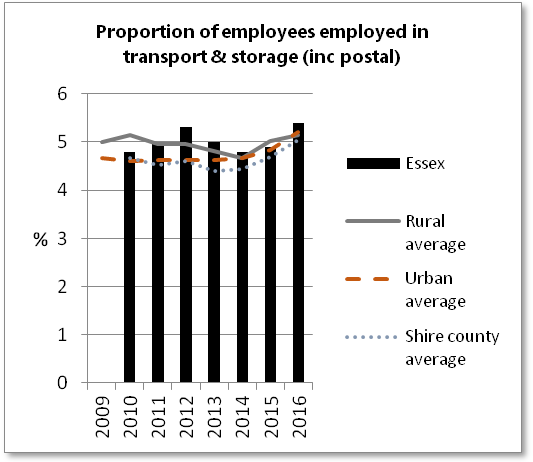 Proportion of employees employed in
transport & storage (inc postal)
6
5
4
% 3
2
1
0
2009 2010 2011 2012 2013 2014 2015 2016
Essex
Rural
average
Urban
average
Shire county
average